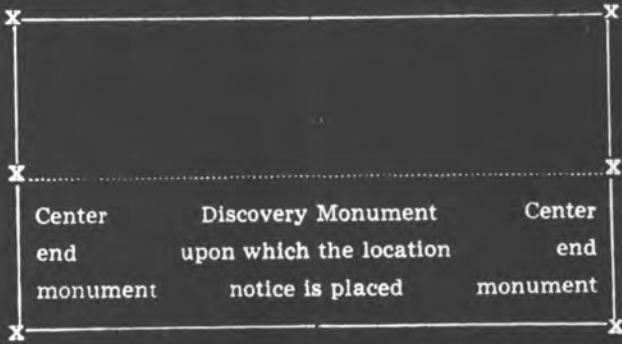 X X
X X
Center Discovery Monument Center
end upon which the location end
monument notice is placed monument
X X